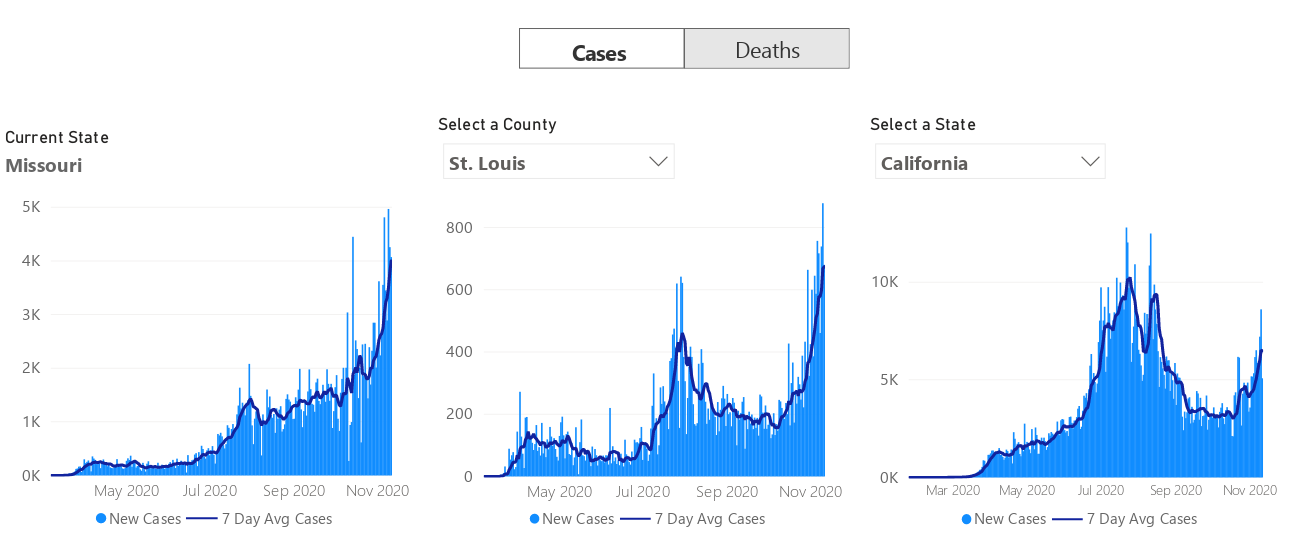 Cases
Deaths
Current State
Missouri
5K
4K
3K
2K
1K
0K
May 2020
Jul 2020
Sep 2020
Nov 2020
New Cases
7 Day Avg Cases
Select a County
St. Louis
800
600
400
200
0
May 2020
Jul 2020
Sep 2020
Nov 2020
New Cases
7 Day Avg Cases
Select a State
California
10K
5K
0K
Mar 2020
May 2020
Jul 2020
Sep 2020
Nov 2020
New Cases
7 Day Avg Cases